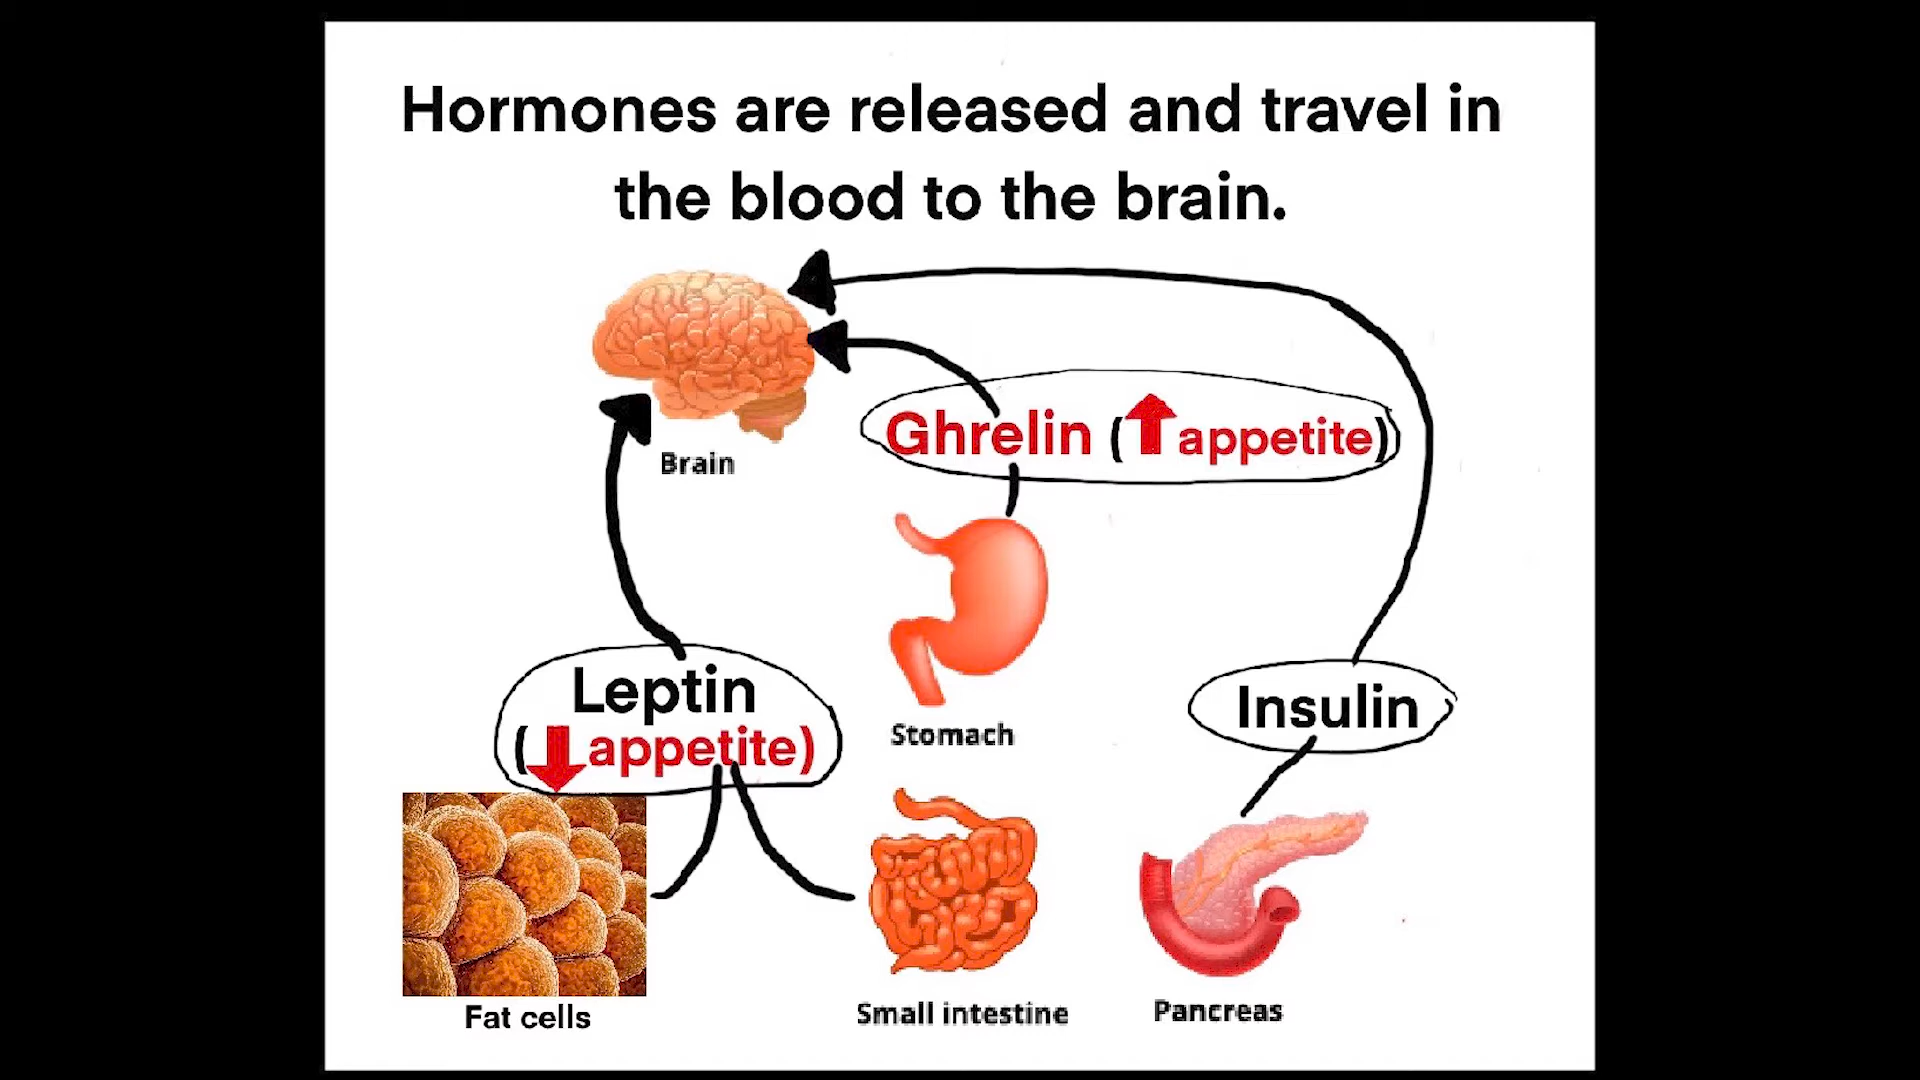 Hormones are released and travel in
the blood to the brain.
Brain
Ghrelin (⬆appetite)
Leptin
(⬇appetite)
Stomach
Insulin
Fat cells
Small intestine
Pancreas